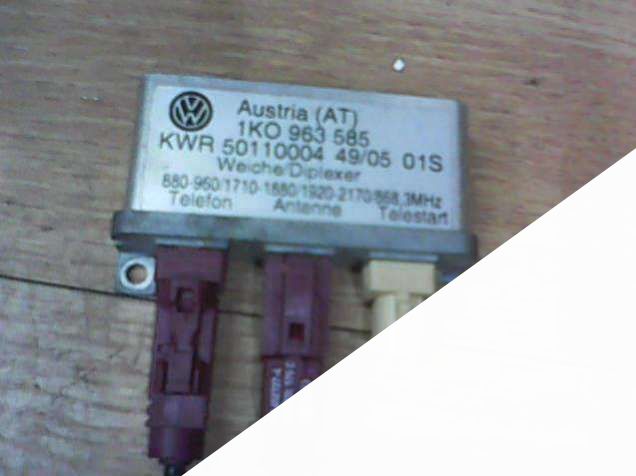 VW
Austria (AT)
1KO 963 585
KWR 50110004 49/05 01S
Weiche/Diplexer
880-960/1710-1880/1920-2170/868,3MHz
Telefon Antenne Telestart